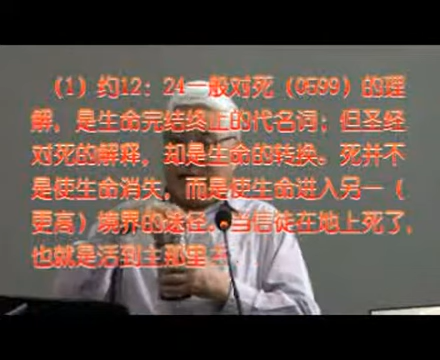 （1）约12：24一般对死（0599）的理
解，是生命完结终止的代名词；但圣经
对死的解释，却是生命的转换。死并不
是使生命消失，而是使生命进入另一（
更高）境界的途径。当信徒在地上死了，
也就是活到主那里